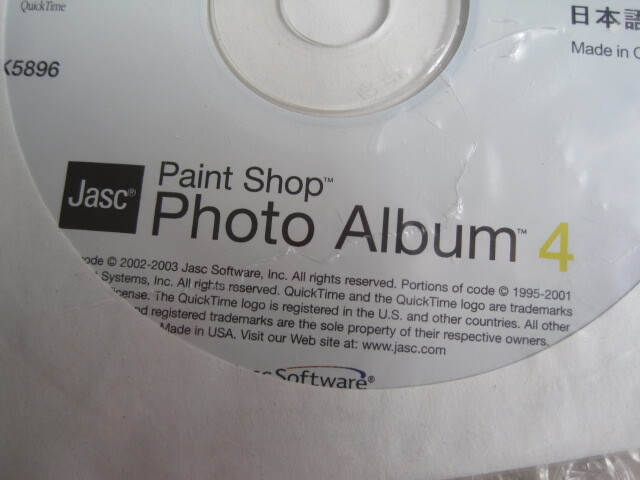 QuickTime
日本語
Made in
K5896
Jasc®
Paint Shop™
Photo Album™ 4
code © 2002-2003 Jasc Software, Inc. All rights reserved. Portions of code © 1995-2001
Systems, Inc. All rights reserved. QuickTime and the QuickTime logo are trademarks
license. The QuickTime logo is registered in the U.S. and other countries. All other
registered trademarks are the sole property of their respective owners.
Made in USA. Visit our Web site at: www.jasc.com
Software®